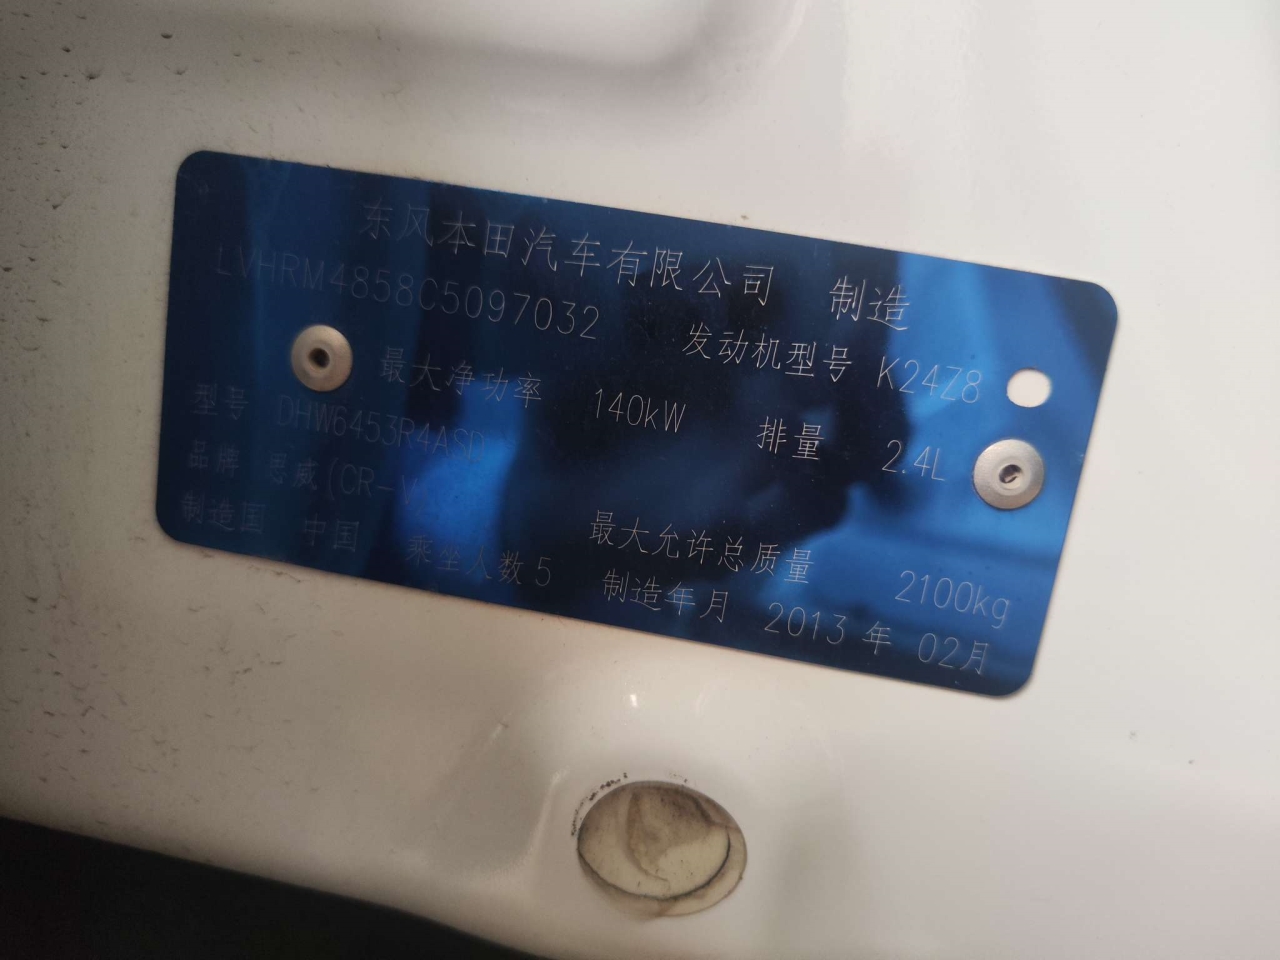 东风本田汽车有限公司 制造
LVHRM4858C5097032 发动机型号 K24Z8
最大净功率 140kW 排量 2.4L
型号 DHW6453R4ASD
品牌 思威(CR-V) 最大允许总质量 2100kg
制造国 中国 乘坐人数 5 制造年月 2013 年 02月